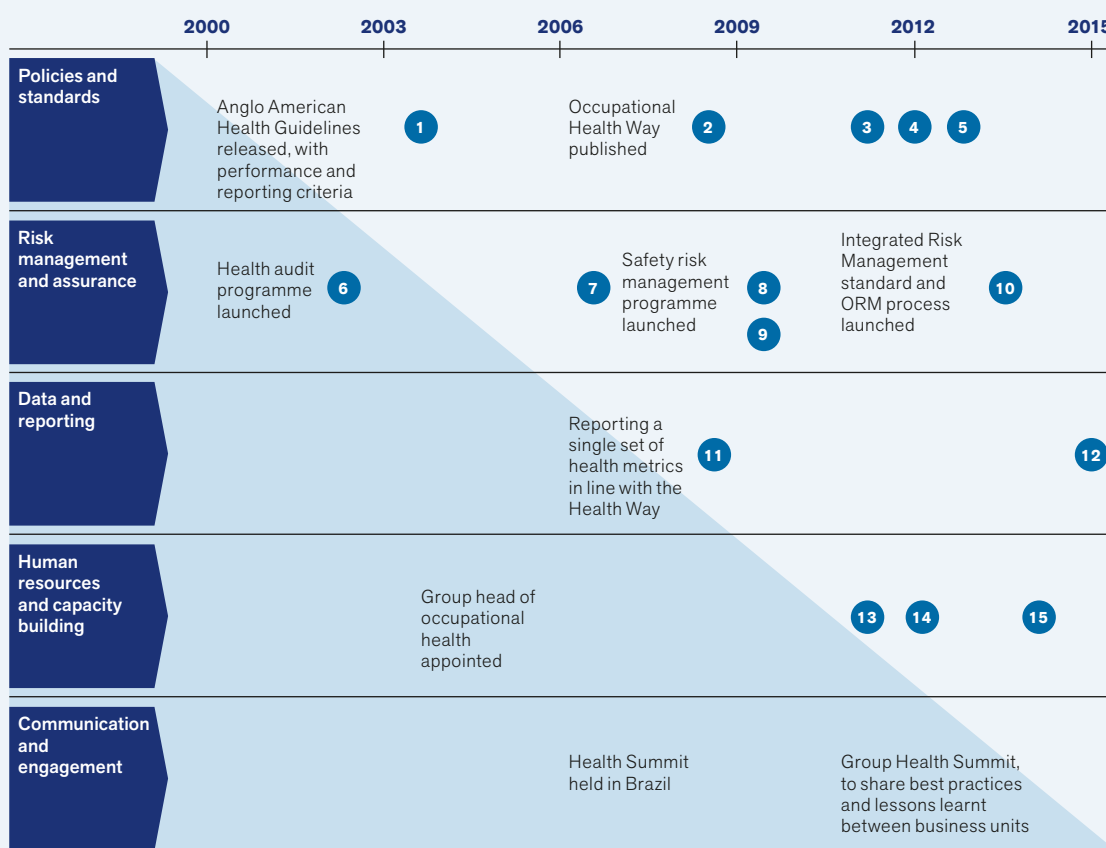 2000 2003 2006 2009 2012 2015
Policies and
standards
Anglo American
Health Guidelines
released, with
performance and
reporting criteria
1
Occupational
Health Way
published
2
3 4 5
Risk
management
and assurance
Health audit
programme
launched
6
7
Safety risk
management
programme
launched
8
9
Integrated Risk
Management
standard and
ORM process
launched
10
Data and
reporting
Reporting a
single set of
health metrics
in line with the
Health Way
11
12
Human
resources
and capacity
building
Group head of
occupational
health
appointed
13 14 15
Communication
and
engagement
Health Summit
held in Brazil
Group Health Summit,
to share best practices
and lessons learnt
between business units